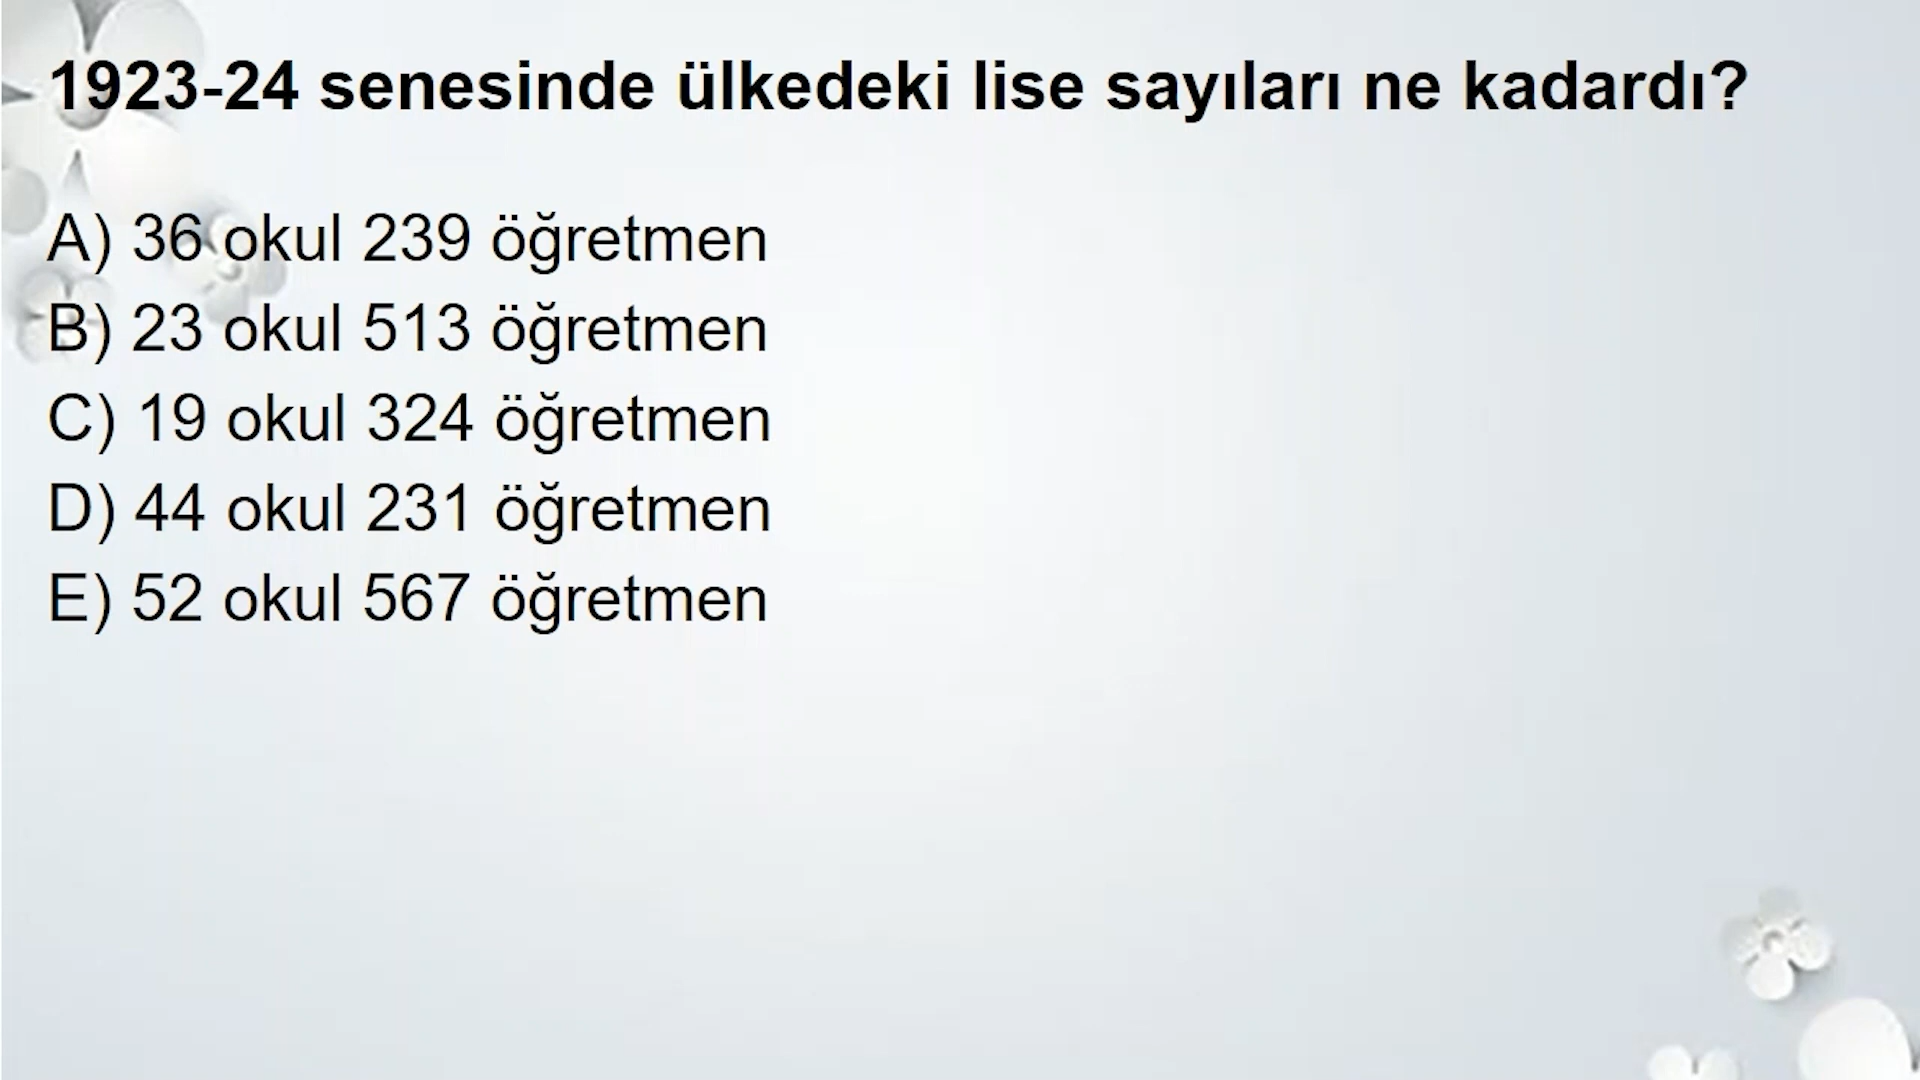 1923-24 senesinde ülkedeki lise sayıları ne kadardı?
A) 36 okul 239 öğretmen
B) 23 okul 513 öğretmen
C) 19 okul 324 öğretmen
D) 44 okul 231 öğretmen
E) 52 okul 567 öğretmen